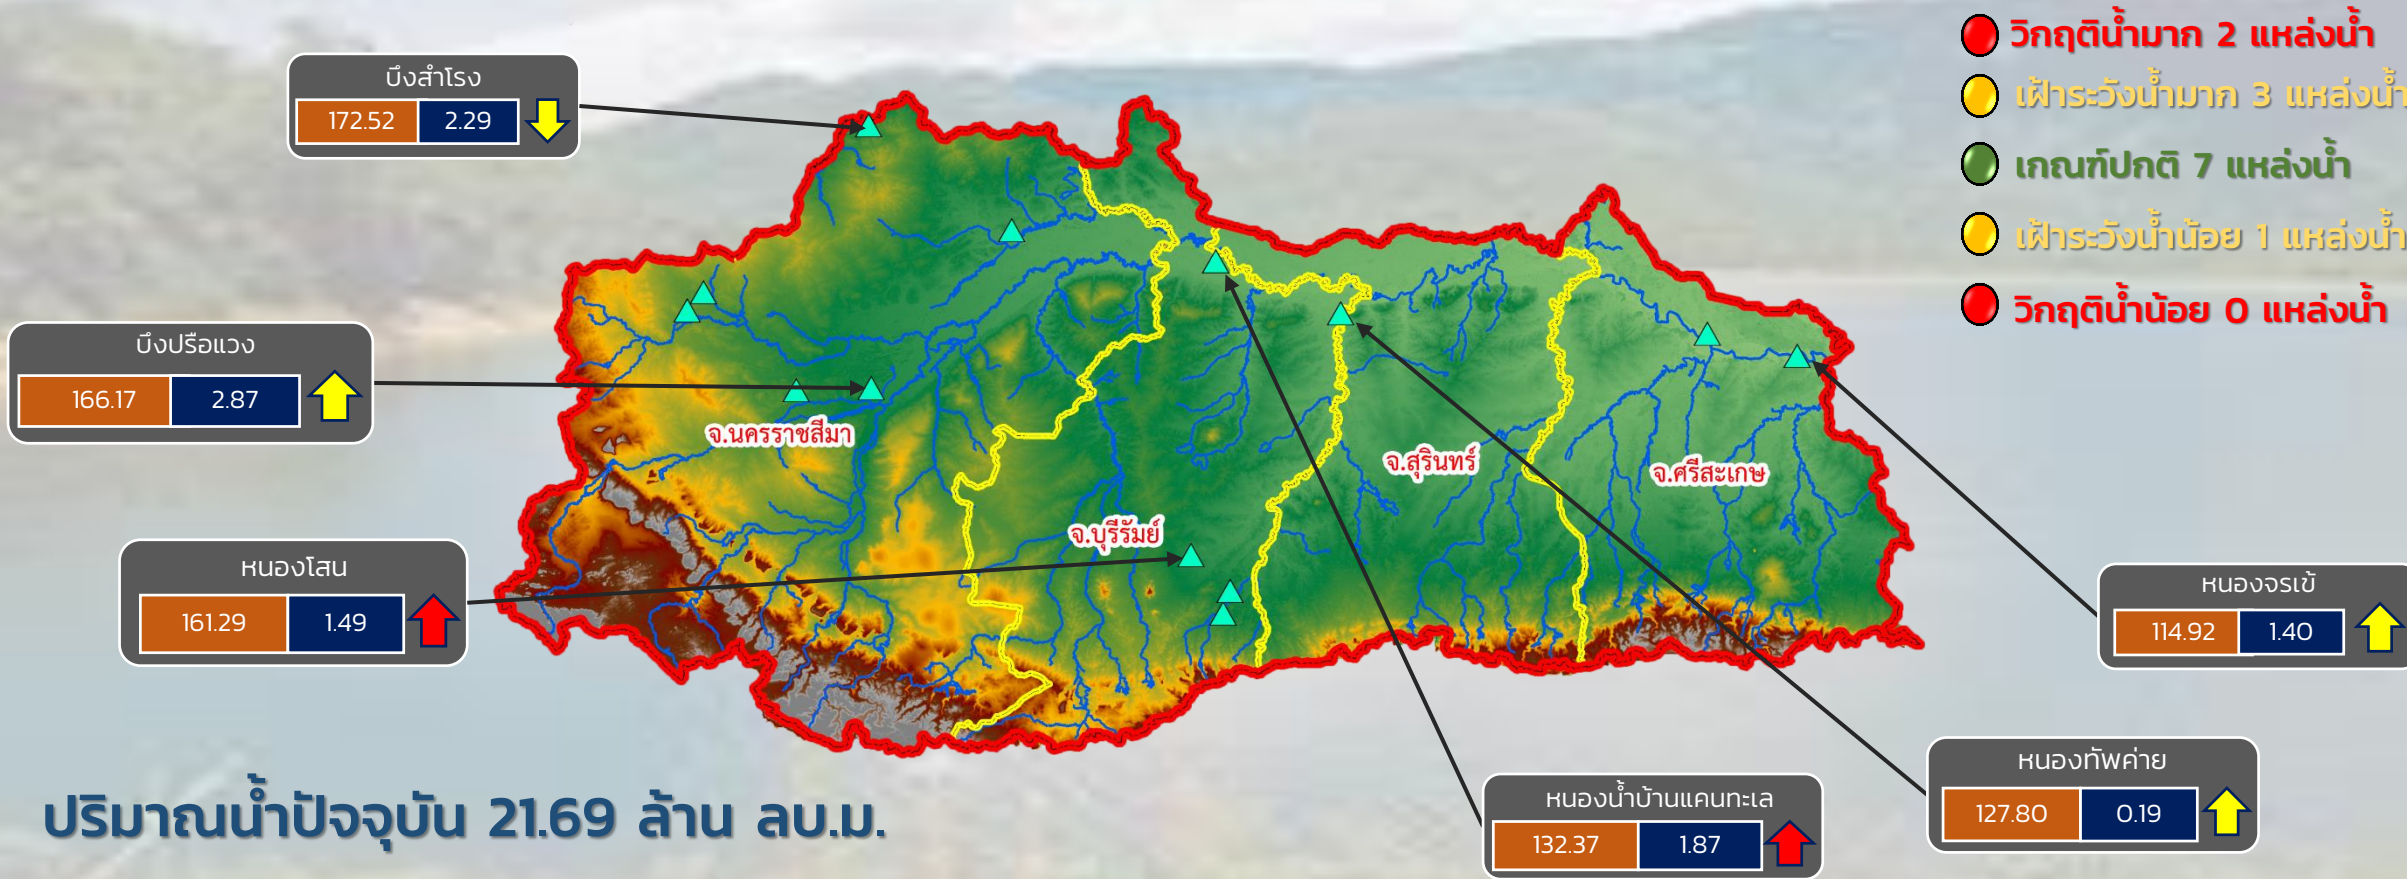 วิกฤติน้ำมาก 2 แหล่งน้ำ
เฝ้าระวังน้ำมาก 3 แหล่งน้ำ
เกณฑ์ปกติ 7 แหล่งน้ำ
เฝ้าระวังน้ำน้อย 1 แหล่งน้ำ
วิกฤติน้ำน้อย 0 แหล่งน้ำ
บึงสำโรง
172.52 2.29
บึงปรือแวง
166.17 2.87
หนองโสน
161.29 1.49
จ.นครราชสีมา
จ.บุรีรัมย์
จ.สุรินทร์
จ.ศรีสะเกษ
หนองจรเข้
114.92 1.40
หนองทัพค่าย
127.80 0.19
หนองน้ำบ้านแคนทะเล
132.37 1.87
ปริมาณน้ำปัจจุบัน 21.69 ล้าน ลบ.ม.